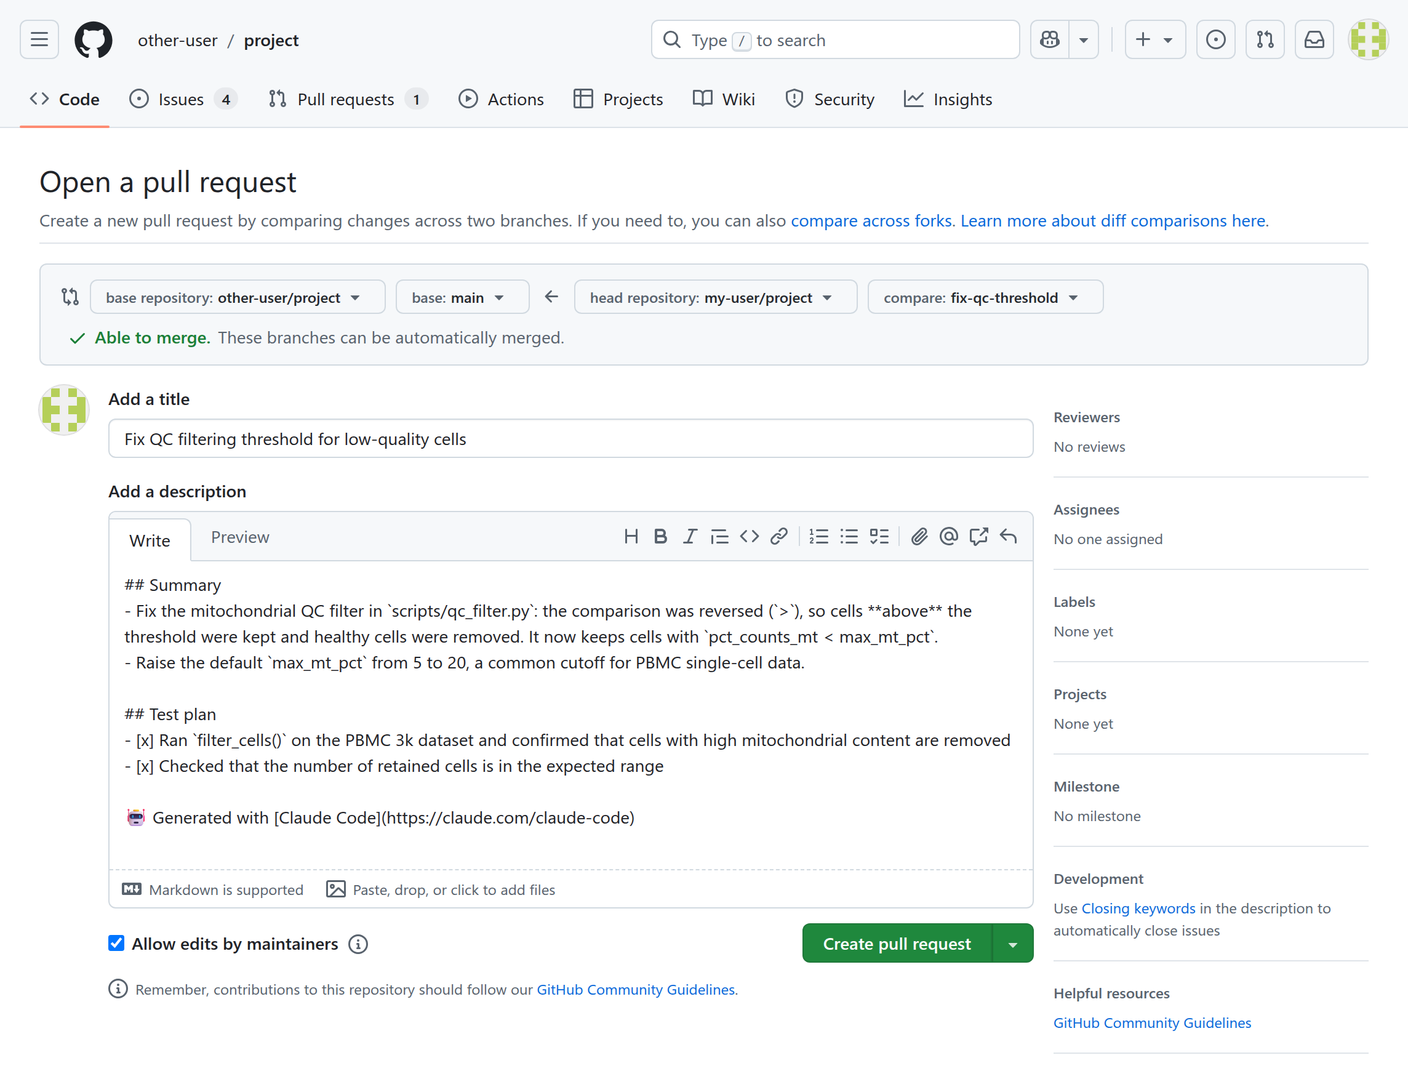 other-user / project
Type / to search
Code
Issues 4
Pull requests 1
Actions
Projects
Wiki
Security
Insights
Open a pull request
Create a new pull request by comparing changes across two branches. If you need to, you can also compare across forks. Learn more about diff comparisons here.
base repository: other-user/project
base: main
head repository: my-user/project
compare: fix-qc-threshold
Able to merge. These branches can be automatically merged.
Add a title
Fix QC filtering threshold for low-quality cells
Add a description
Write
Preview
## Summary
- Fix the mitochondrial QC filter in `scripts/qc_filter.py`: the comparison was reversed (`>`), so cells **above** the
threshold were kept and healthy cells were removed. It now keeps cells with `pct_counts_mt < max_mt_pct`.
- Raise the default `max_mt_pct` from 5 to 20, a common cutoff for PBMC single-cell data.
## Test plan
- [x] Ran `filter_cells()` on the PBMC 3k dataset and confirmed that cells with high mitochondrial content are removed
- [x] Checked that the number of retained cells is in the expected range
🤖 Generated with [Claude Code](https://claude.com/claude-code)
Markdown is supported
Paste, drop, or click to add files
Allow edits by maintainers
Create pull request
Remember, contributions to this repository should follow our GitHub Community Guidelines.
Reviewers
No reviews
Assignees
No one assigned
Labels
None yet
Projects
None yet
Milestone
No milestone
Development
Use Closing keywords in the description to
automatically close issues
Helpful resources
GitHub Community Guidelines